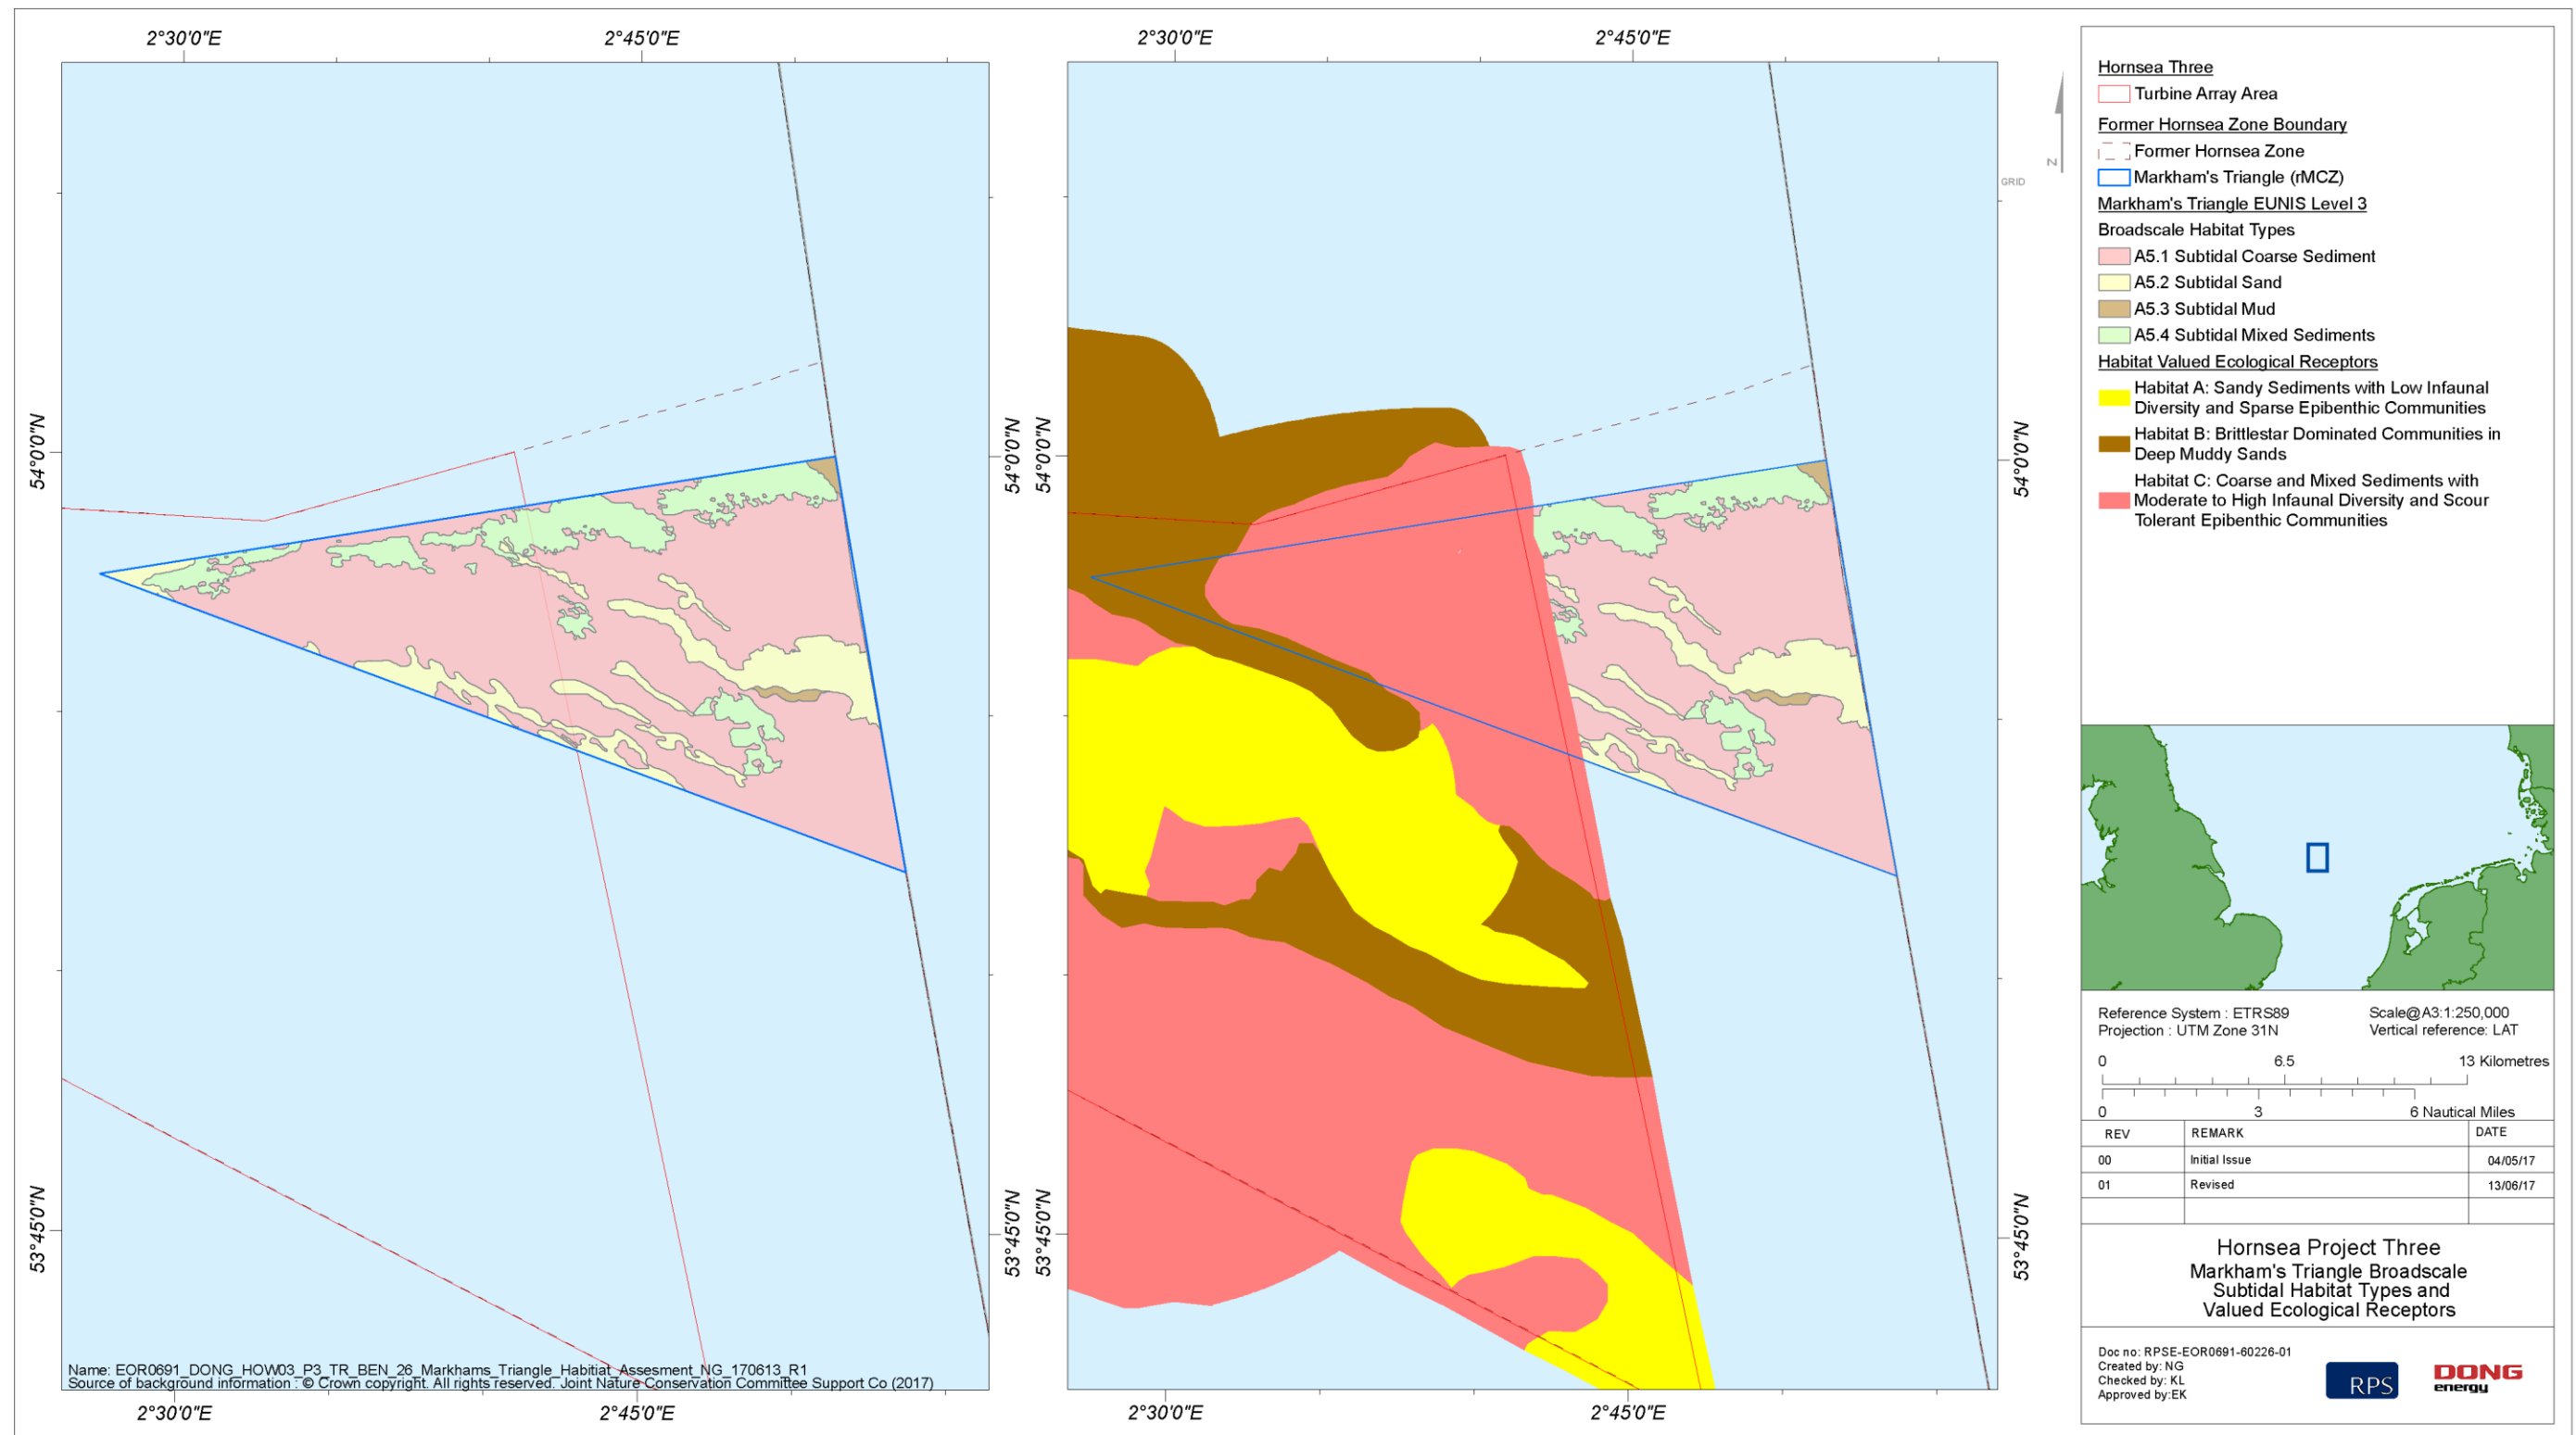 2°30'0"E
2°45'0"E
2°30'0"E
2°45'0"E
54°0'0"N
54°0'0"N
54°0'0"N
54°0'0"N
53°45'0"N
53°45'0"N
53°45'0"N
53°45'0"N
Name: EOR0691_DONG_HOW03_P3_TR_BEN_26_Markhams_Triangle_Habitiat_Assesment_NG_170613_R1
Source of background information : © Crown copyright. All rights reserved. Joint Nature Conservation Committee Support Co (2017)
2°30'0"E
2°45'0"E
2°30'0"E
2°45'0"E
N
GRID
Hornsea Three
Turbine Array Area
Former Hornsea Zone Boundary
Former Hornsea Zone
Markham's Triangle (rMCZ)
Markham's Triangle EUNIS Level 3
Broadscale Habitat Types
A5.1 Subtidal Coarse Sediment
A5.2 Subtidal Sand
A5.3 Subtidal Mud
A5.4 Subtidal Mixed Sediments
Habitat Valued Ecological Receptors
Habitat A: Sandy Sediments with Low Infaunal
Diversity and Sparse Epibenthic Communities
Habitat B: Brittlestar Dominated Communities in
Deep Muddy Sands
Habitat C: Coarse and Mixed Sediments with
Moderate to High Infaunal Diversity and Scour
Tolerant Epibenthic Communities
Reference System : ETRS89 Scale@A3:1:250,000
Projection : UTM Zone 31N Vertical reference: LAT
0 6.5 13 Kilometres
0 3 6 Nautical Miles
REV REMARK DATE
00 Initial Issue 04/05/17
01 Revised 13/06/17
Hornsea Project Three
Markham's Triangle Broadscale
Subtidal Habitat Types and
Valued Ecological Receptors
Doc no: RPSE-EOR0691-60226-01
Created by: NG
Checked by: KL
Approved by:EK
RPS
DONG
energy